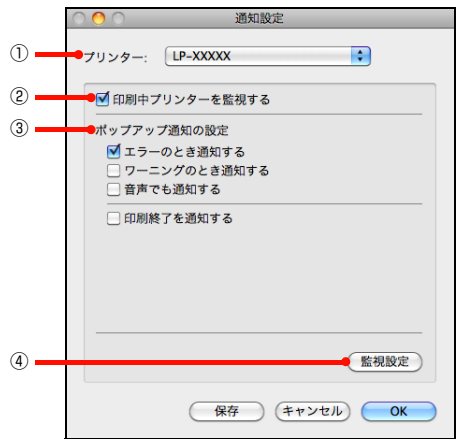 通知設定
① プリンター: LP-XXXXX
② 印刷中プリンターを監視する
③ ポップアップ通知の設定
エラーのとき通知する
ワーニングのとき通知する
音声でも通知する
印刷終了を通知する
④ 監視設定
保存 キャンセル OK